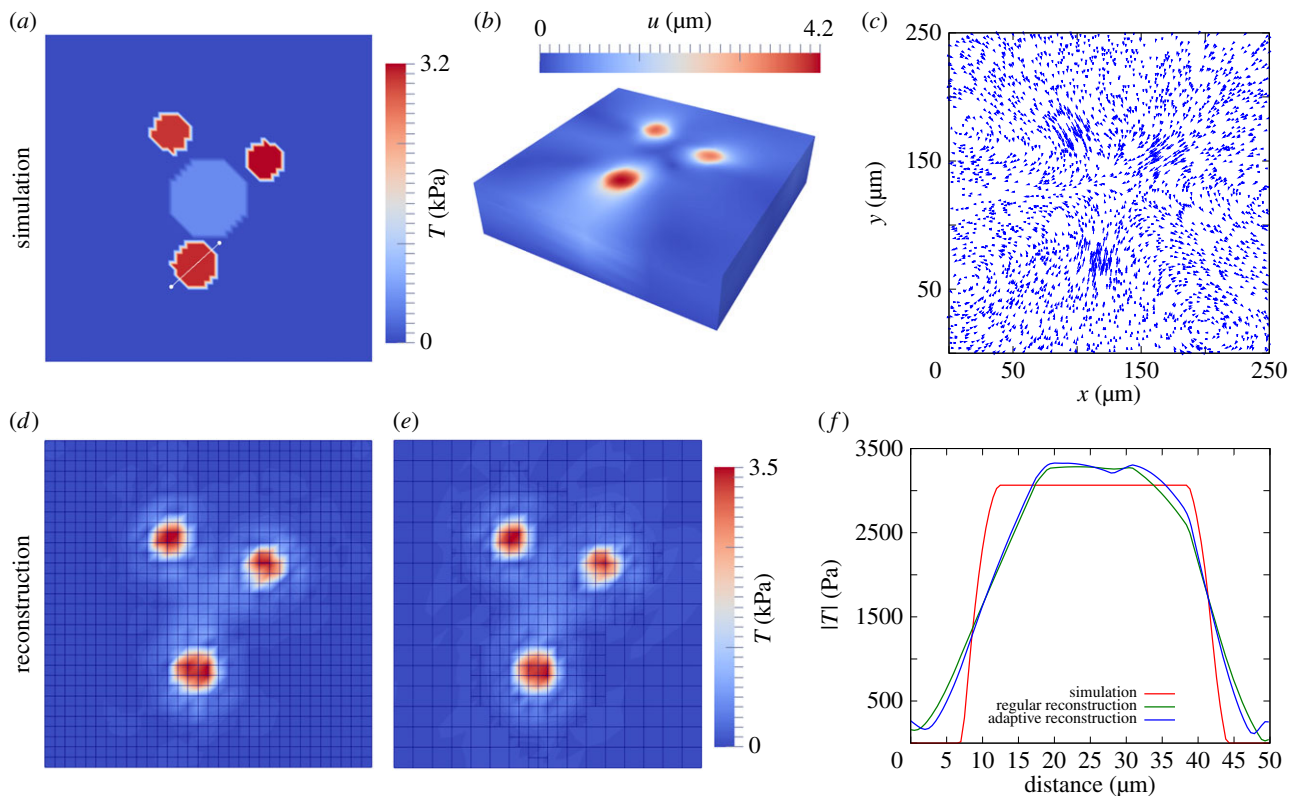 (a)
simulation
3.2
T (kPa)
0
(b)
u (µm)
0
4.2
(c)
250
150
50
y (µm)
0
50
150
250
x (µm)
(d)
reconstruction
(e)
3.5
T (kPa)
0
(f)
3500
2500
1500
500
|T| (Pa)
simulation
regular reconstruction
adaptive reconstruction
0 5 10 15 20 25 30 35 40 45 50
distance (µm)